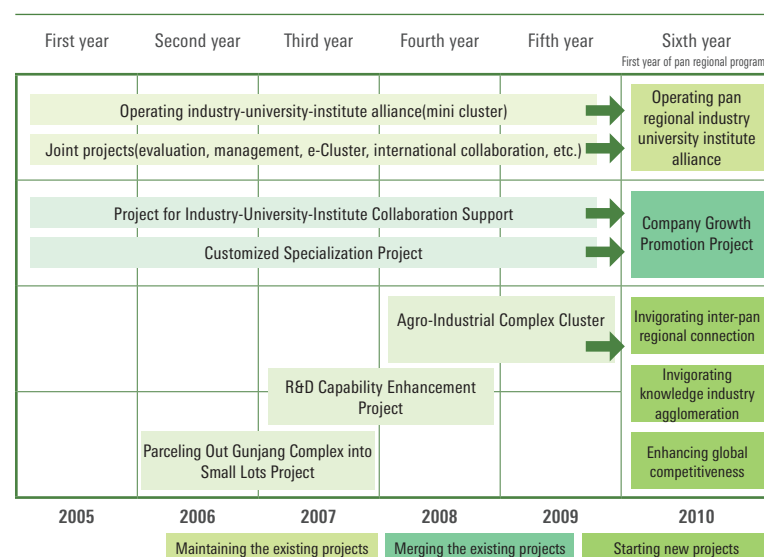 First year Second year Third year Fourth year Fifth year Sixth year
First year of pan regional program
Operating industry-university-institute alliance(mini cluster)
Joint projects(evaluation, management, e-Cluster, international collaboration, etc.)
Operating pan
regional industry
university institute
alliance
Project for Industry-University-Institute Collaboration Support
Customized Specialization Project
Company Growth
Promotion Project
Agro-Industrial Complex Cluster
Invigorating inter-pan
regional connection
R&D Capability Enhancement
Project
Invigorating
knowledge industry
agglomeration
Parceling Out Gunjang Complex into
Small Lots Project
Enhancing global
competitiveness
2005 2006 2007 2008 2009 2010
Maintaining the existing projects Merging the existing projects Starting new projects